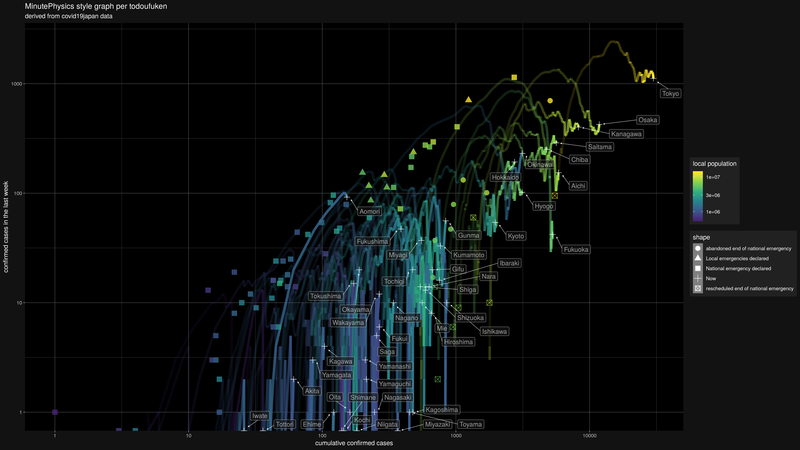 MinutePhysics style graph per todoufuken
derived from covid19japan data
confirmed cases in the last week
1000
100
10
1
Tokyo
Osaka
Kanagawa
Saitama
Chiba
Okinawa
Hokkaido
Aichi
Hyogo
Aomori
Gunma
Kyoto
Fukushima
Fukuoka
Miyagi
Kumamoto
Ibaraki
Gifu
Nara
Tochigi
Shiga
Tokushima
Okayama
Nagano
Shizuoka
Wakayama
Mie
Ishikawa
Fukui
Hiroshima
Saga
Kagawa
Yamanashi
Yamagata
Yamaguchi
Akita
Oita
Shimane
Nagasaki
Kagoshima
Iwate
Tottori
Ehime
Kochi
Niigata
Miyazaki
Toyama
1
10
100
1000
10000
cumulative confirmed cases
local population
1e+07
3e+06
1e+06
shape
abandoned end of national emergency
Local emergencies declared
National emergency declared
Now
rescheduled end of national emergency